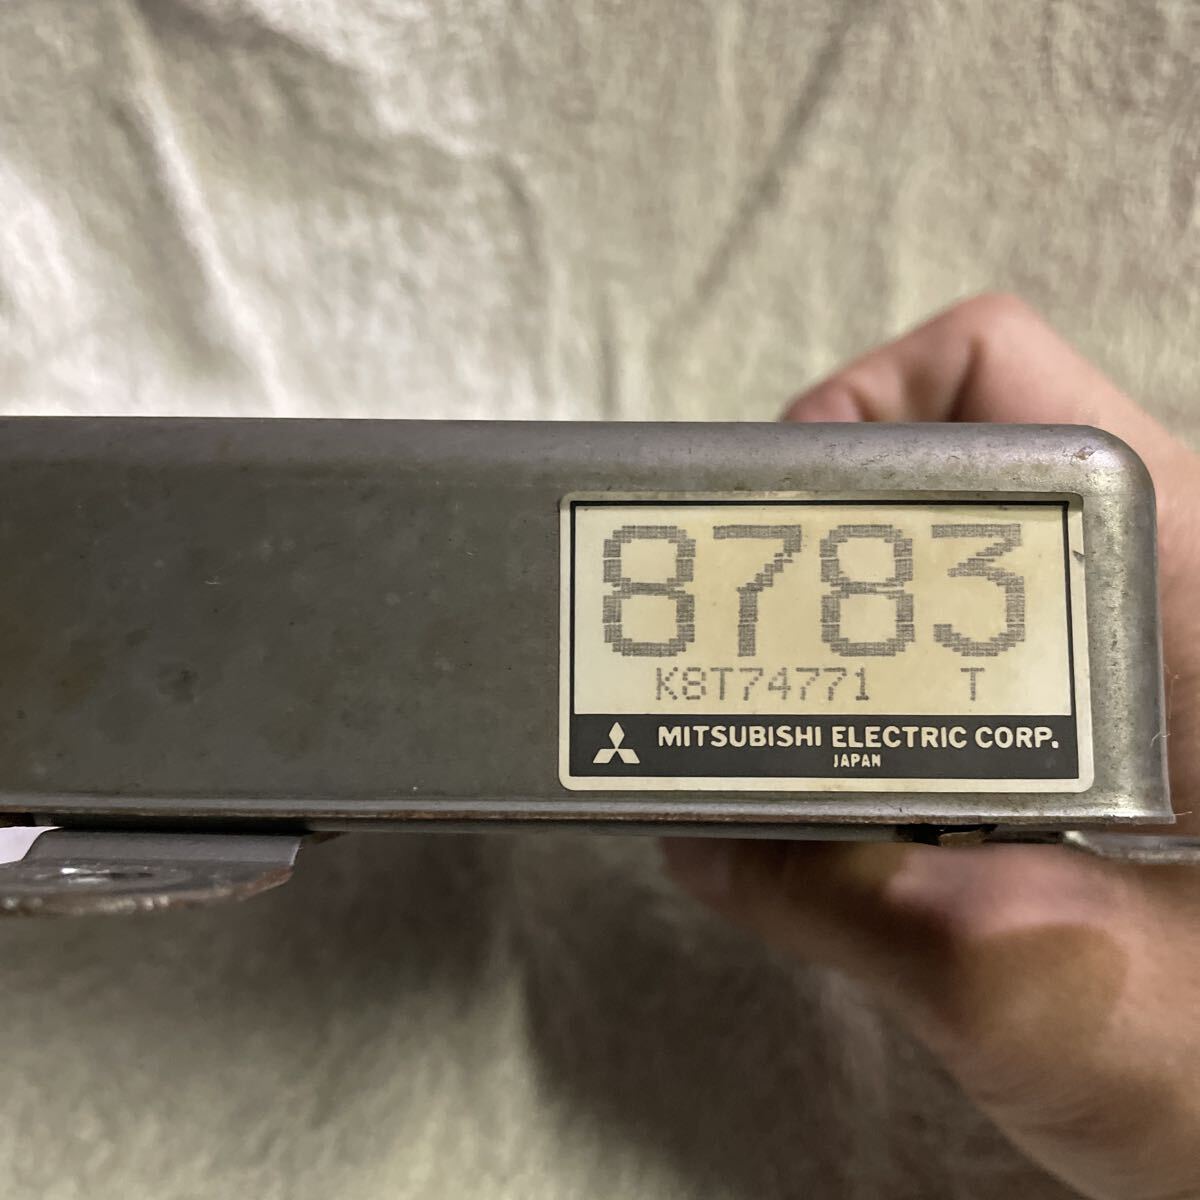 8783
K8T74771 T
MITSUBISHI ELECTRIC CORP.
JAPAN